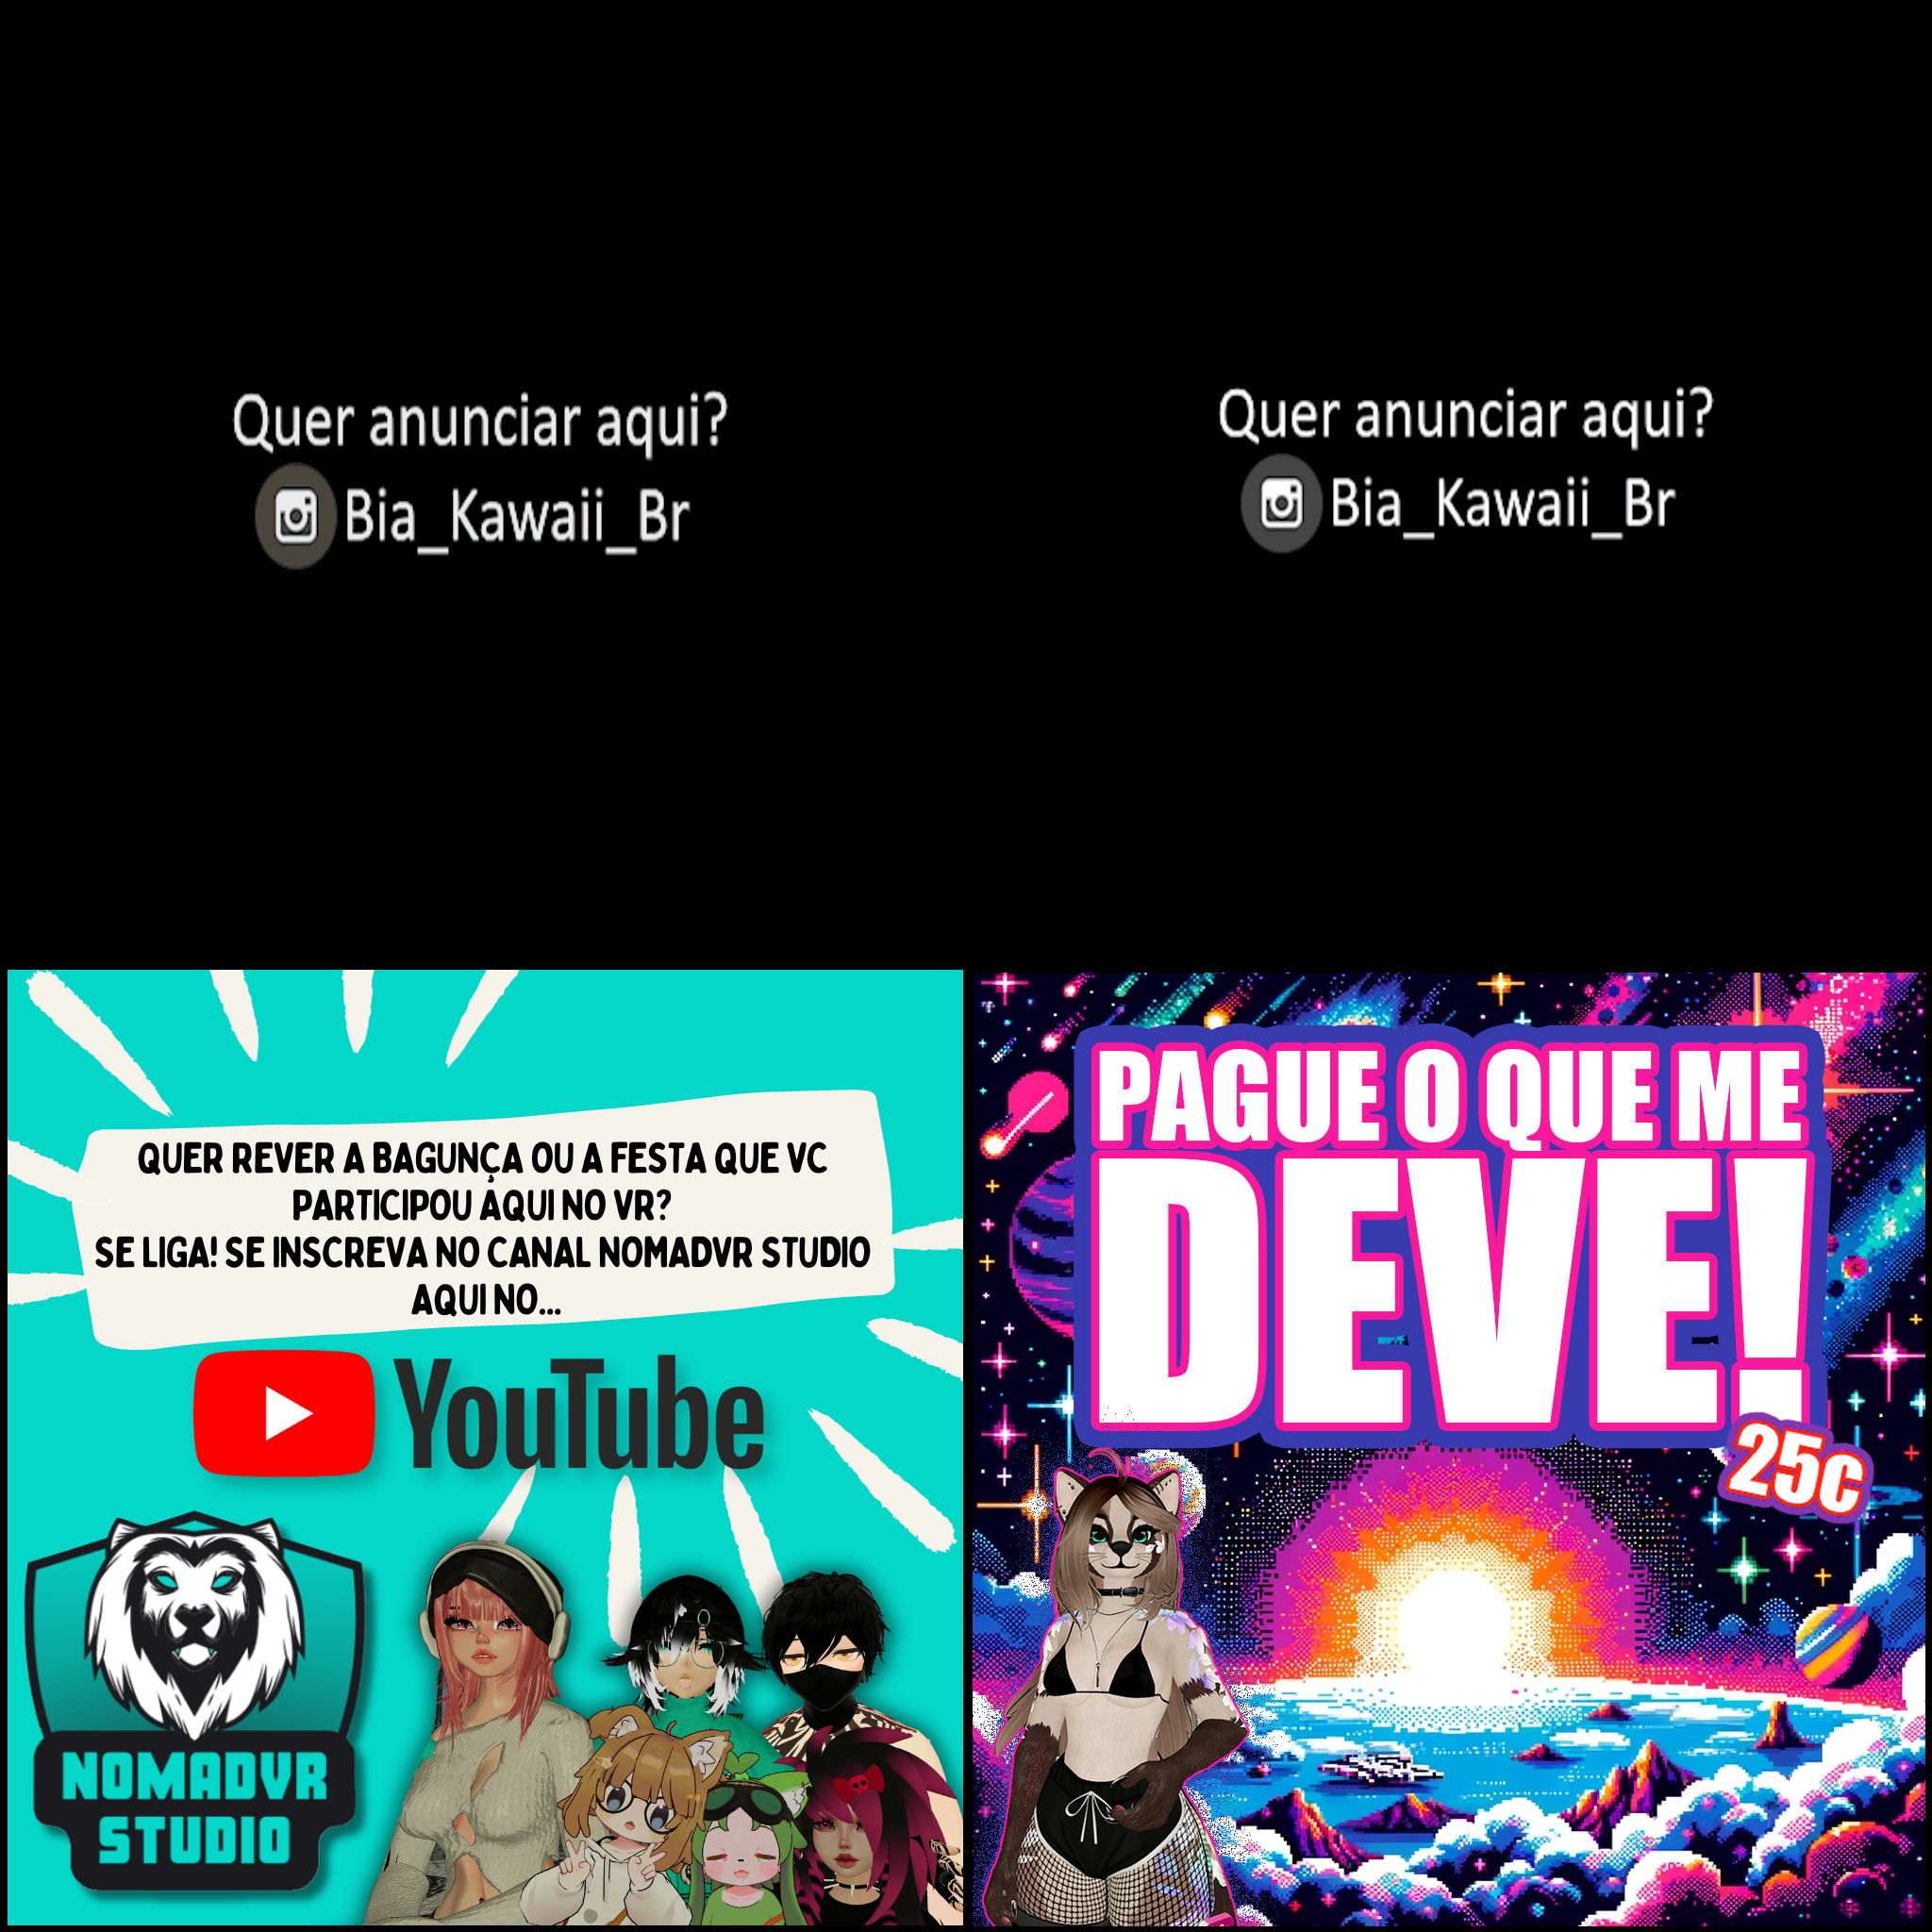 Quer anunciar aqui?
Bia_Kawaii_Br
Quer anunciar aqui?
Bia_Kawaii_Br
QUER REVER A BAGUNÇA OU A FESTA QUE VC
PARTICIPOU AQUI NO VR?
SE LIGA! SE INSCREVA NO CANAL NOMADVR STUDIO
AQUI NO...
YouTube
NOMADVR
STUDIO
PAGUE O QUE ME
DEVE!
25c